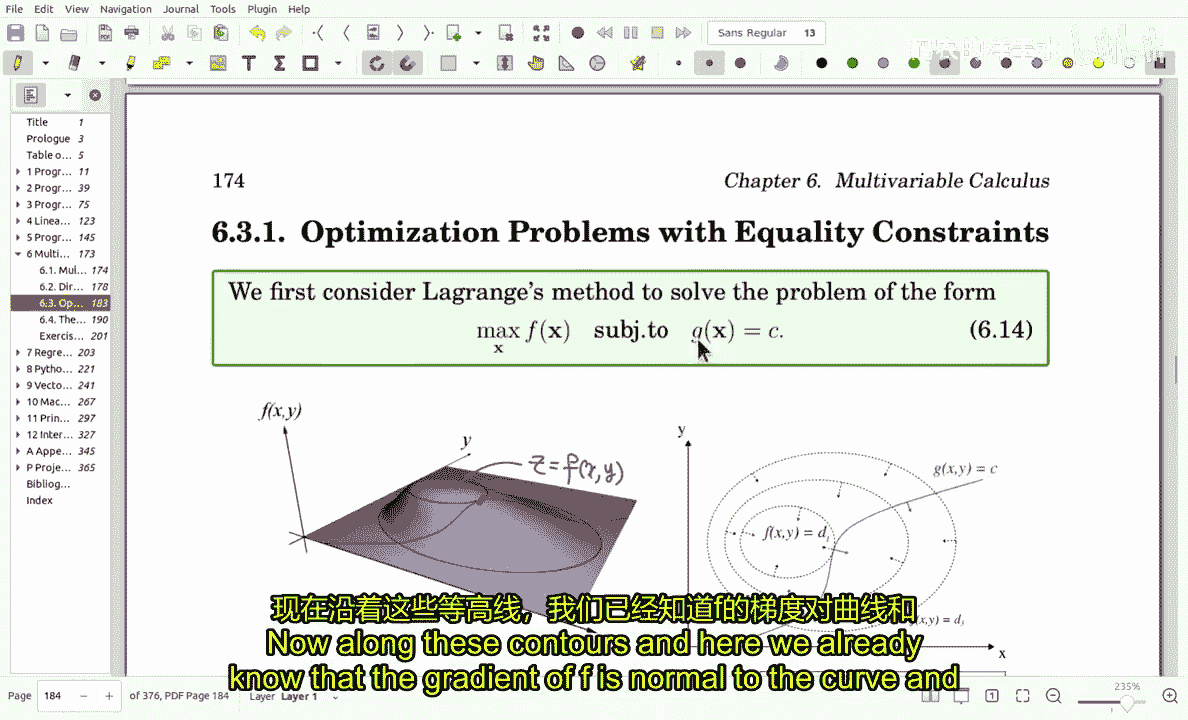 File Edit View Navigation Journal Tools Plugin Help
Sans Regular 13
Title 1
Prologue 3
Table o... 5
1 Progr... 11
2 Progr... 39
3 Progr... 75
4 Linea... 123
5 Progr... 145
6 Multi... 173
6.1. Mul... 174
6.2. Dir... 178
6.3. Op... 183
6.4. The... 190
Exercis... 201
7 Regre... 203
8 Pytho... 221
9 Vecto... 241
10 Mac... 267
11 Prin... 297
12 Inter... 327
A Appe... 345
P Proje... 365
Bibliog...
Index
174 Chapter 6. Multivariable Calculus
6.3.1. Optimization Problems with Equality Constraints
We first consider Lagrange's method to solve the problem of the form
max f(x) subj.to g(x) = c. (6.14)
x
f(x,y)
y
z=f(x,y)
y
g(x,y) = c
f(x,y) = d₁
x
现在沿着这些等高线，我们已经知道f的梯度对曲线和
Now along these contours and here we already
know that the gradient of f is normal to the curve and
Page 184 of 376, PDF Page 184 Layer Layer 1 235%